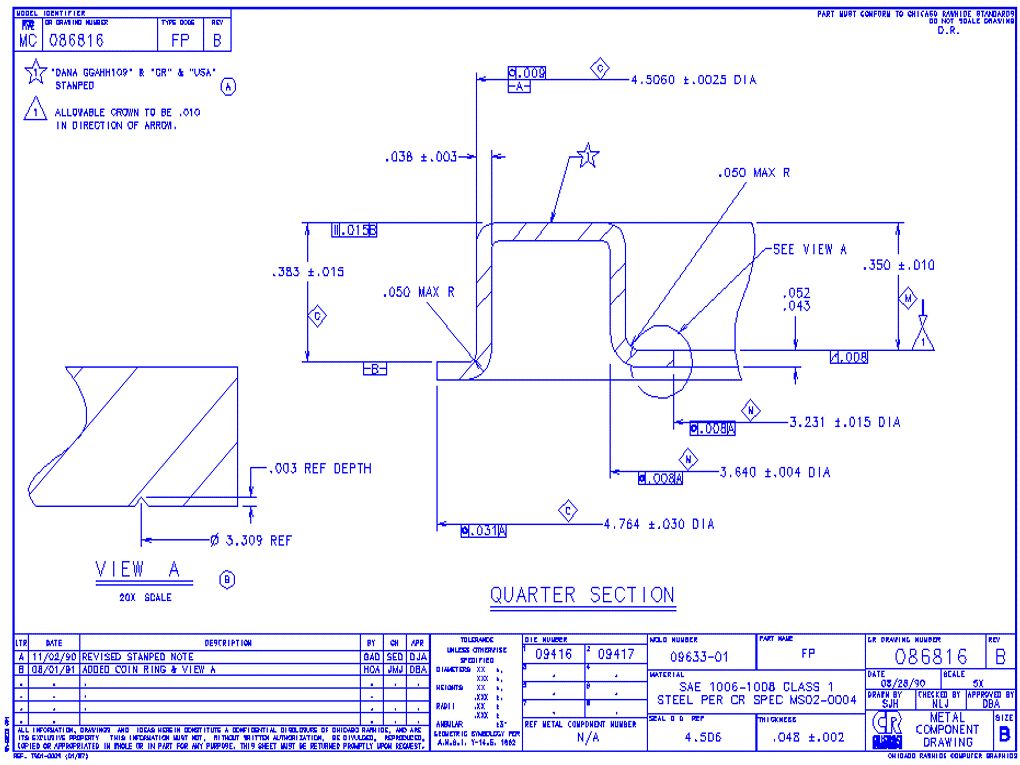 MODEL IDENTIFIER
CR DRAWING NUMBER TYPE CODE REV
MC 086816 FP B
PART MUST CONFORM TO CHICAGO RAWHIDE STANDARDS
DO NOT SCALE DRAWING
D.R.
1 "DANA GGAHH109" & "CR" & "USA"
STAMPED
A
1 ALLOWABLE CROWN TO BE .010
IN DIRECTION OF ARROW.
.009
-A-
C
4.5060 ±.0025 DIA
.038 ±.003
1
.050 MAX R
.015 B
SEE VIEW A
.383 ±.015
.350 ±.010
.050 MAX R
.052
.043
C
M
1
-B-
.008
N
3.231 ±.015 DIA
.008 A
N
3.640 ±.004 DIA
.008 A
C
4.764 ±.030 DIA
.031 A
.003 REF DEPTH
Ø 3.309 REF
VIEW A
B
20X SCALE
QUARTER SECTION
LTR DATE DESCRIPTION BY CH APR
A 11/02/90 REVISED STAMPED NOTE GAD SED DJA
B 08/01/91 ADDED COIN RING & VIEW A HOA JMJ DBA
ALL INFORMATION, DRAWINGS AND IDEAS HEREIN CONSTITUTE A CONFIDENTIAL DISCLOSURE OF CHICAGO RAWHIDE, AND ARE
ITS EXCLUSIVE PROPERTY THIS INFORMATION MUST NOT, WITHOUT WRITTEN AUTHORIZATION, BE DIVULGED, REPRODUCED,
COPIED OR APPROPRIATED IN WHOLE OR IN PART FOR ANY PURPOSE. THIS SHEET MUST BE RETURNED PROMPTLY UPON REQUEST.
TOLERANCE
UNLESS OTHERWISE
SPECIFIED
DIAMETERS .XX ±.
.XXX ±.
HEIGHTS .XX ±.
.XXX ±.
RADII .XX ±
.XXX ±
ANGULAR ±3°
GEOMETRIC SYMBOLOGY PER
A.N.S.I. Y-14.5, 1982
DIE NUMBER
1 09416 2 09417
3 4
5 6
7 8
REF METAL COMPONENT NUMBER
N/A
MOLD NUMBER
09633-01
PART NAME
FP
MATERIAL
SAE 1006-1008 CLASS 1
STEEL PER CR SPEC MS02-0004
SEAL O.D. REF
4.506
THICKNESS
.048 ±.002
CR DRAWING NUMBER
086816
REV
B
DATE
08/28/90
SCALE
5X
DRAWN BY
SJH
CHECKED BY
NLJ
APPROVED BY
DBA
CR
METAL
COMPONENT
DRAWING
SIZE
B
CHICAGO RAWHIDE COMPUTER GRAPHICS